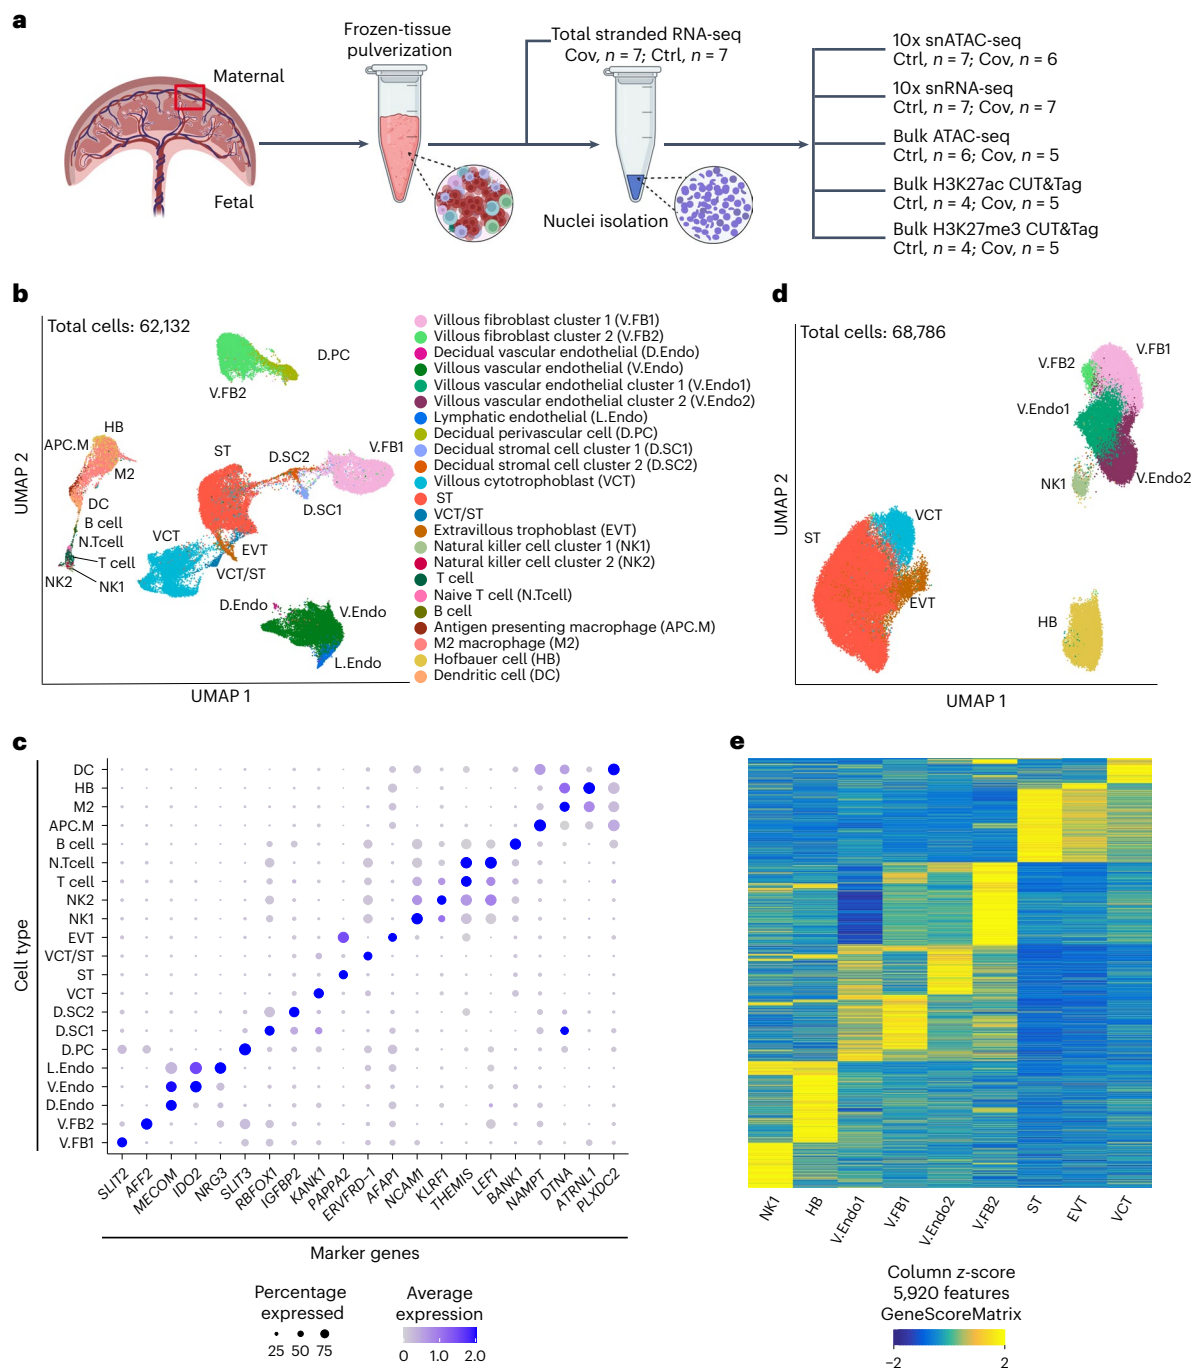 a
Maternal
Fetal
Frozen-tissue
pulverization
Total stranded RNA-seq
Cov, n = 7; Ctrl, n = 7
Nuclei isolation
10x snATAC-seq
Ctrl, n = 7; Cov, n = 6
10x snRNA-seq
Ctrl, n = 7; Cov, n = 7
Bulk ATAC-seq
Ctrl, n = 6; Cov, n = 5
Bulk H3K27ac CUT&Tag
Ctrl, n = 4; Cov, n = 5
Bulk H3K27me3 CUT&Tag
Ctrl, n = 4; Cov, n = 5
b
Total cells: 62,132
D.PC
V.FB2
HB
APC.M
M2
DC
B cell
N.Tcell
T cell
NK2
NK1
ST
D.SC2
V.FB1
D.SC1
VCT
EVT
VCT/ST
D.Endo
V.Endo
L.Endo
UMAP 2
UMAP 1
Villous fibroblast cluster 1 (V.FB1)
Villous fibroblast cluster 2 (V.FB2)
Decidual vascular endothelial (D.Endo)
Villous vascular endothelial (V.Endo)
Villous vascular endothelial cluster 1 (V.Endo1)
Villous vascular endothelial cluster 2 (V.Endo2)
Lymphatic endothelial (L.Endo)
Decidual perivascular cell (D.PC)
Decidual stromal cell cluster 1 (D.SC1)
Decidual stromal cell cluster 2 (D.SC2)
Villous cytotrophoblast (VCT)
ST
VCT/ST
Extravillous trophoblast (EVT)
Natural killer cell cluster 1 (NK1)
Natural killer cell cluster 2 (NK2)
T cell
Naive T cell (N.Tcell)
B cell
Antigen presenting macrophage (APC.M)
M2 macrophage (M2)
Hofbauer cell (HB)
Dendritic cell (DC)
d
Total cells: 68,786
V.FB1
V.FB2
V.Endo1
V.Endo2
NK1
VCT
ST
EVT
HB
UMAP 2
UMAP 1
c
Cell type
DC
HB
M2
APC.M
B cell
N.Tcell
T cell
NK2
NK1
EVT
VCT/ST
ST
VCT
D.SC2
D.SC1
D.PC
L.Endo
V.Endo
D.Endo
V.FB2
V.FB1
SLIT2
AFF2
MECOM
IDO2
NRG3
SLIT3
RBFOX1
IGFBP2
KANK1
PAPPA2
ERVFRD-1
AFAP1
NCAM1
KLRF1
THEMIS
LEF1
BANK1
NAMPT
DTNA
ATRNL1
PLXDC2
Marker genes
Percentage
expressed
25 50 75
Average
expression
0 1.0 2.0
e
NK1
HB
V.Endo1
V.FB1
V.Endo2
V.FB2
ST
EVT
VCT
Column z-score
5,920 features
GeneScoreMatrix
−2 2